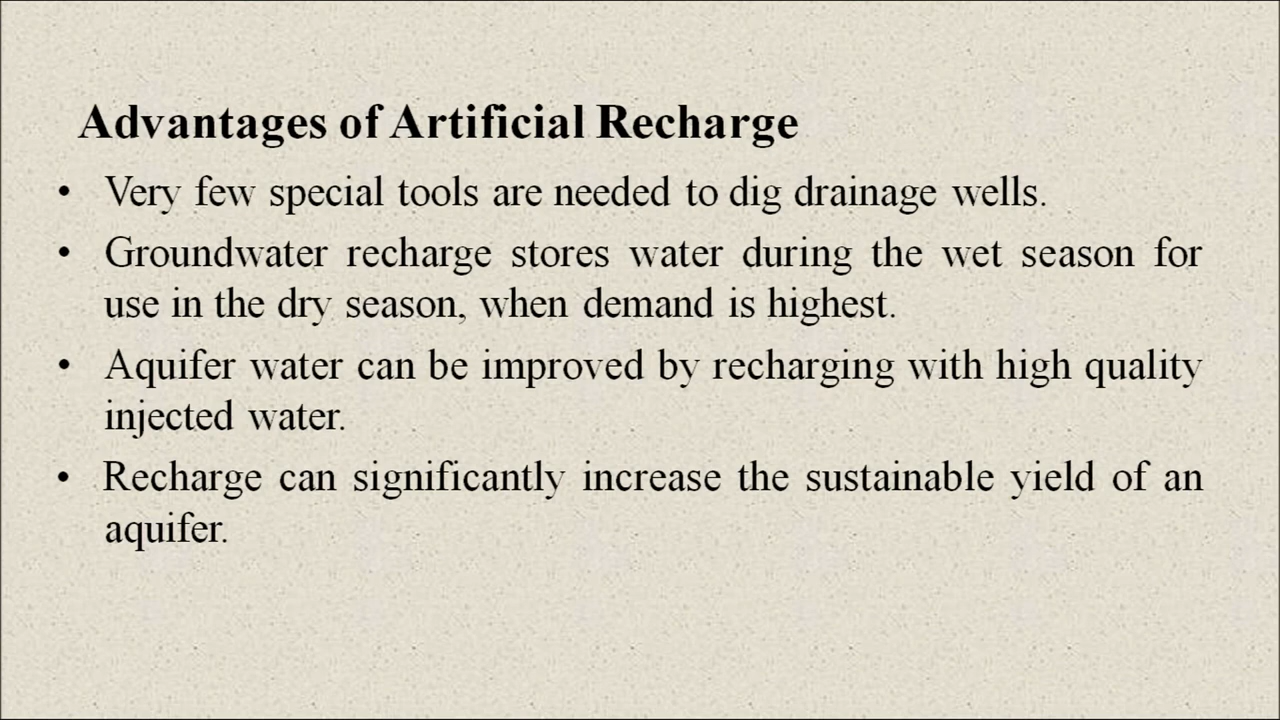 Advantages of Artificial Recharge
• Very few special tools are needed to dig drainage wells.
• Groundwater recharge stores water during the wet season for
use in the dry season, when demand is highest.
• Aquifer water can be improved by recharging with high quality
injected water.
• Recharge can significantly increase the sustainable yield of an
aquifer.